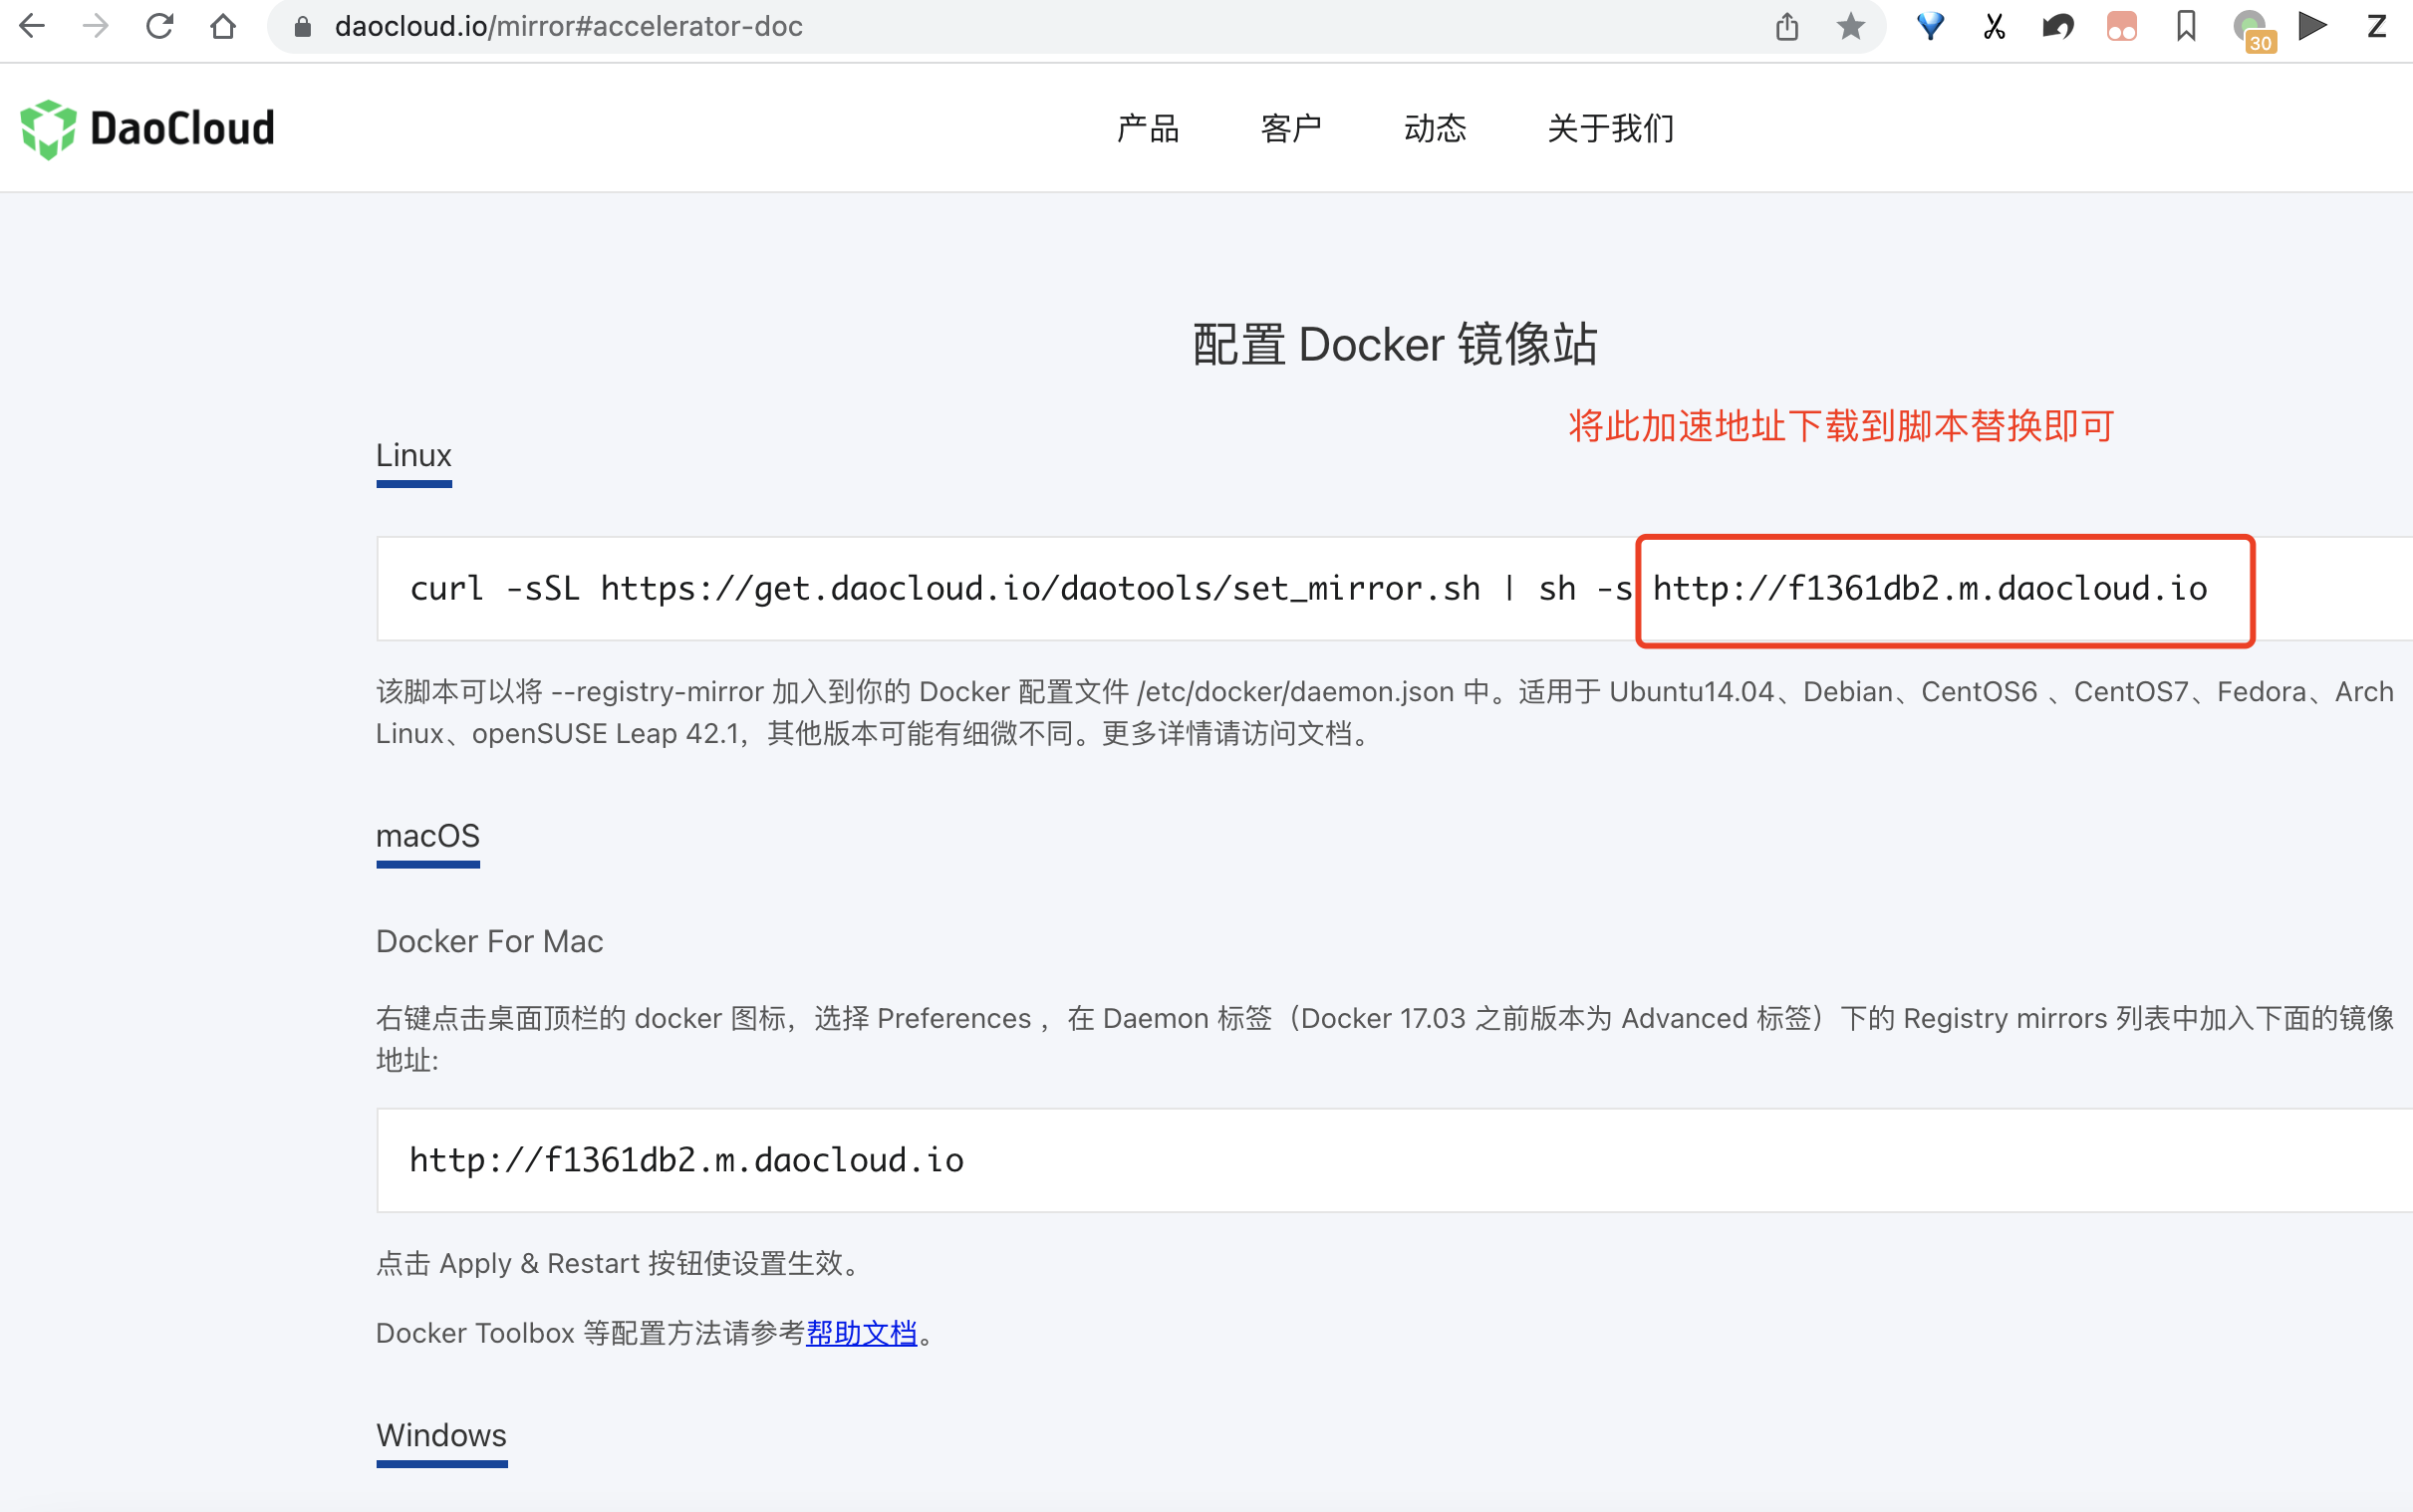 daocloud.io/mirror#accelerator-doc
30
Z
DaoCloud
产品 客户 动态 关于我们
配置 Docker 镜像站
将此加速地址下载到脚本替换即可
Linux
curl -sSL https://get.daocloud.io/daotools/set_mirror.sh | sh -s http://f1361db2.m.daocloud.io
该脚本可以将 --registry-mirror 加入到你的 Docker 配置文件 /etc/docker/daemon.json 中。适用于 Ubuntu14.04、Debian、CentOS6 、CentOS7、Fedora、Arch
Linux、openSUSE Leap 42.1，其他版本可能有细微不同。更多详情请访问文档。
macOS
Docker For Mac
右键点击桌面顶栏的 docker 图标，选择 Preferences ，在 Daemon 标签（Docker 17.03 之前版本为 Advanced 标签）下的 Registry mirrors 列表中加入下面的镜像
地址:
http://f1361db2.m.daocloud.io
点击 Apply & Restart 按钮使设置生效。
Docker Toolbox 等配置方法请参考帮助文档。
Windows